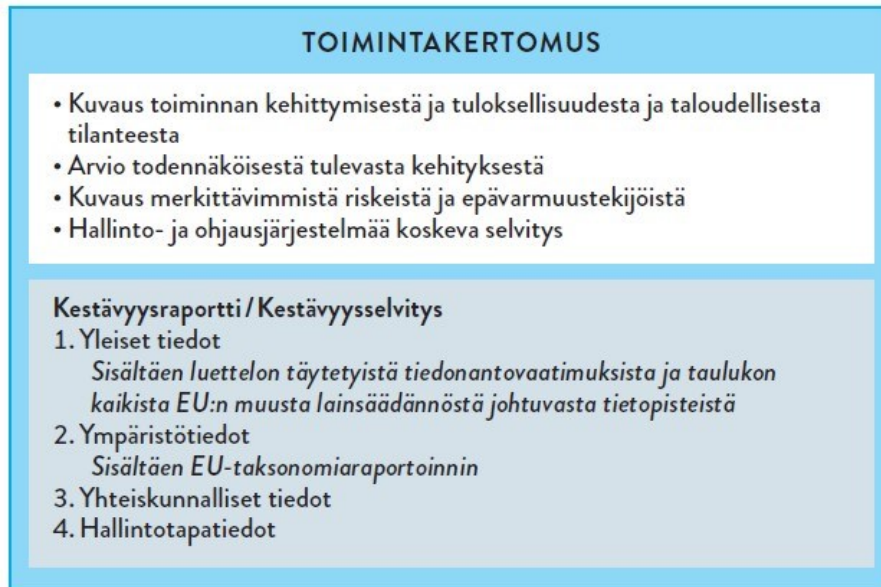 TOIMINTAKERTOMUS
• Kuvaus toiminnan kehittymisestä ja tuloksellisuudesta ja taloudellisesta
tilanteesta
• Arvio todennäköisestä tulevasta kehityksestä
• Kuvaus merkittävimmistä riskeistä ja epävarmuustekijöistä
• Hallinto- ja ohjausjärjestelmää koskeva selvitys
Kestävyysraportti / Kestävyysselvitys
1. Yleiset tiedot
Sisältäen luettelon täytetyistä tiedonantovaatimuksista ja taulukon
kaikista EU:n muusta lainsäädännöstä johtuvasta tietopisteistä
2. Ympäristötiedot
Sisältäen EU-taksonomiaraportoinnin
3. Yhteiskunnalliset tiedot
4. Hallintotapatiedot